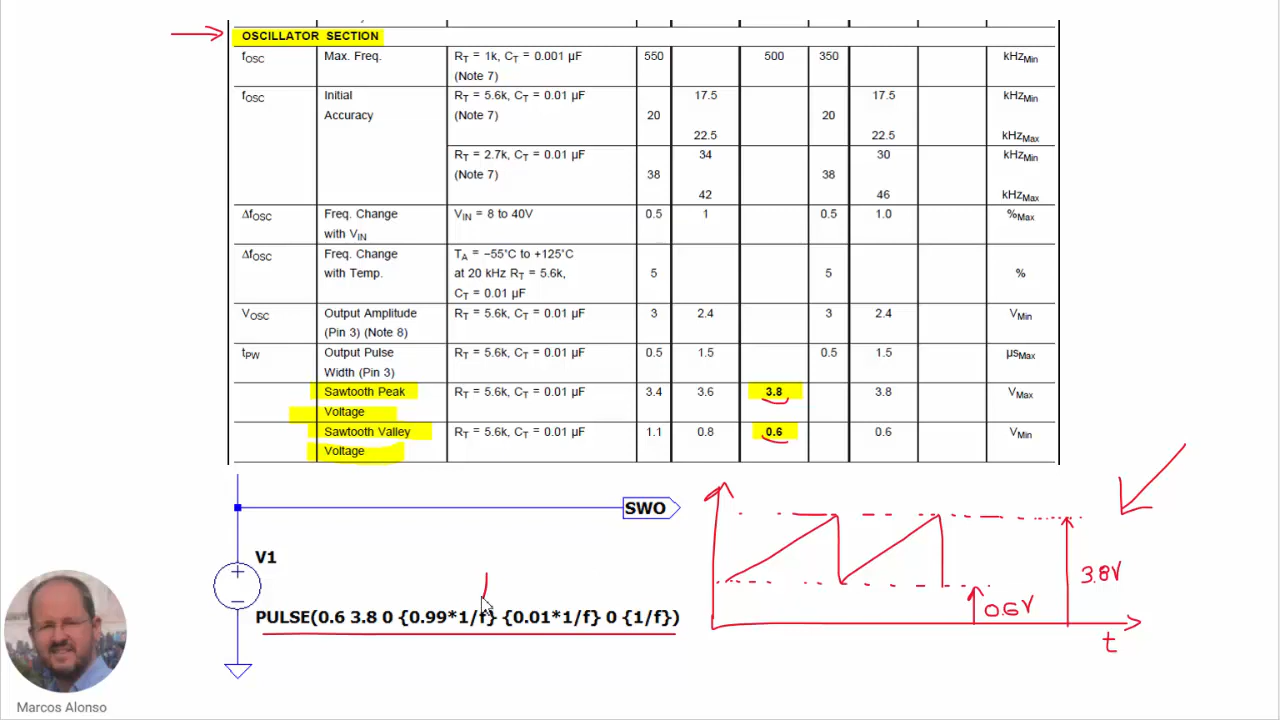 OSCILLATOR SECTION
fOSC Max. Freq. RT = 1k, CT = 0.001 µF 550 500 350 kHzMin
(Note 7)
fOSC Initial RT = 5.6k, CT = 0.01 µF 17.5 17.5 kHzMin
Accuracy (Note 7) 20 20
22.5 22.5 kHzMax
RT = 2.7k, CT = 0.01 µF 34 30 kHzMin
(Note 7) 38 38
42 46 kHzMax
ΔfOSC Freq. Change VIN = 8 to 40V 0.5 1 0.5 1.0 %Max
with VIN
ΔfOSC Freq. Change TA = −55°C to +125°C
with Temp. at 20 kHz RT = 5.6k, 5 5 %
CT = 0.01 µF
VOSC Output Amplitude RT = 5.6k, CT = 0.01 µF 3 2.4 3 2.4 VMin
(Pin 3) (Note 8)
tPW Output Pulse RT = 5.6k, CT = 0.01 µF 0.5 1.5 0.5 1.5 µsMax
Width (Pin 3)
Sawtooth Peak RT = 5.6k, CT = 0.01 µF 3.4 3.6 3.8 3.8 VMax
Voltage
Sawtooth Valley RT = 5.6k, CT = 0.01 µF 1.1 0.8 0.6 0.6 VMin
Voltage
SWO
V1
PULSE(0.6 3.8 0 {0.99*1/f} {0.01*1/f} 0 {1/f})
3.8V
0.6V
t
Marcos Alonso